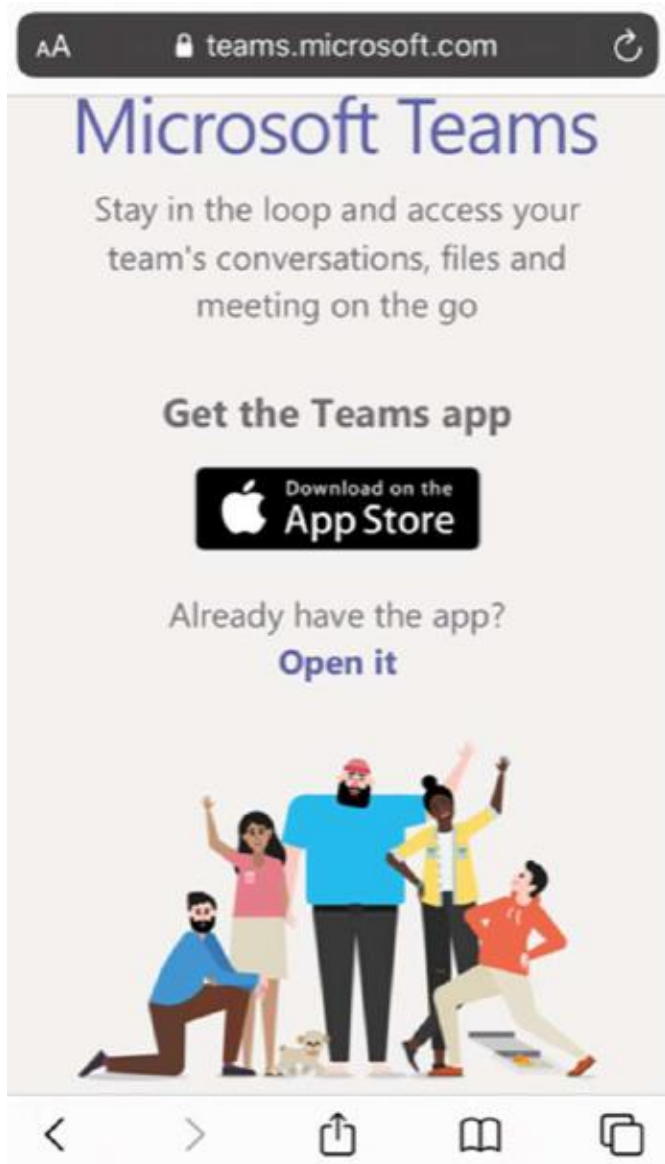 AA teams.microsoft.com
Microsoft Teams
Stay in the loop and access your
team's conversations, files and
meeting on the go
Get the Teams app
Download on the
App Store
Already have the app?
Open it